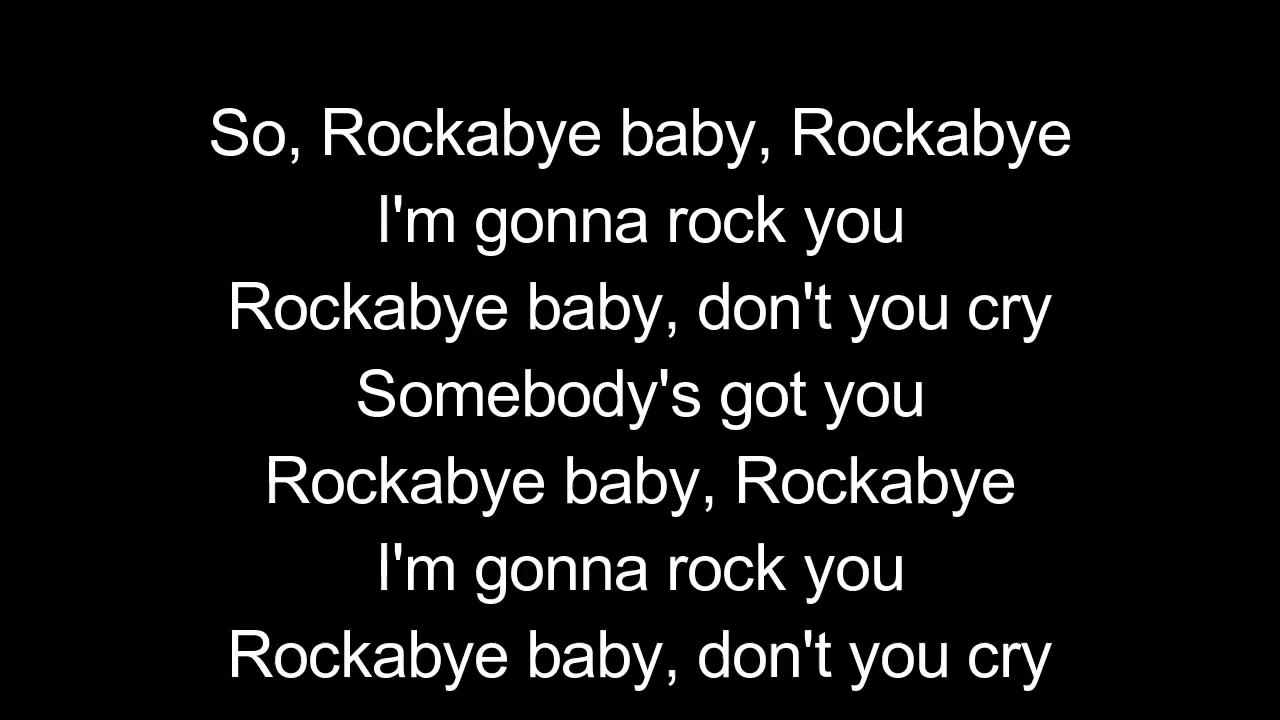 So, Rockabye baby, Rockabye
I'm gonna rock you
Rockabye baby, don't you cry
Somebody's got you
Rockabye baby, Rockabye
I'm gonna rock you
Rockabye baby, don't you cry